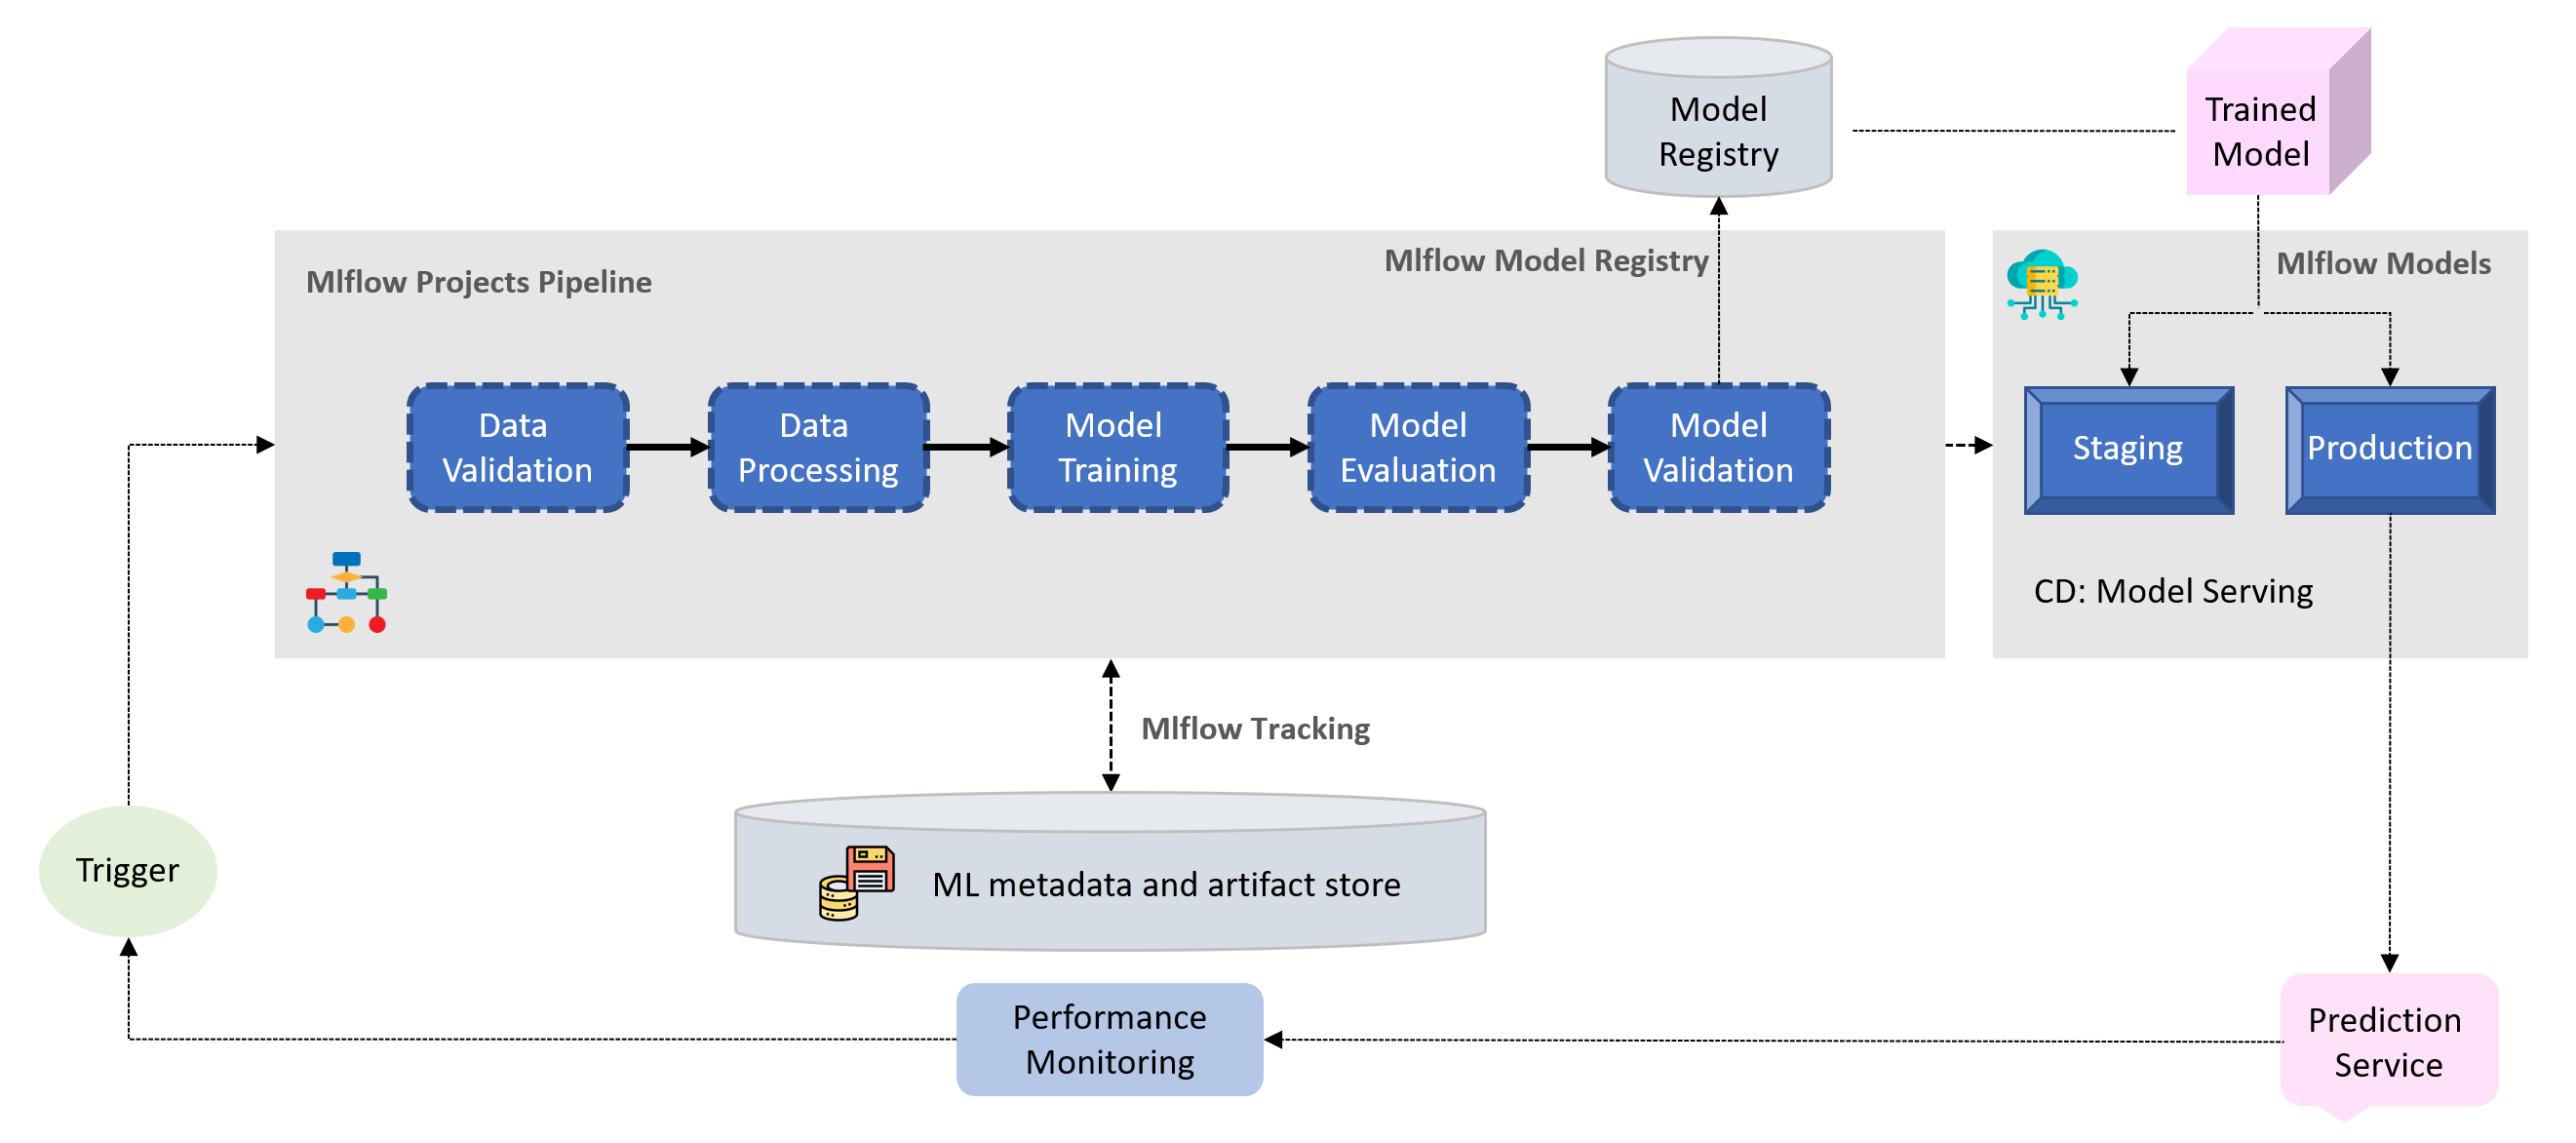 Model
Registry
Trained
Model
Mlflow Projects Pipeline
Mlflow Model Registry
Mlflow Models
Data
Validation
Data
Processing
Model
Training
Model
Evaluation
Model
Validation
Staging
Production
CD: Model Serving
Mlflow Tracking
Trigger
ML metadata and artifact store
Performance
Monitoring
Prediction
Service